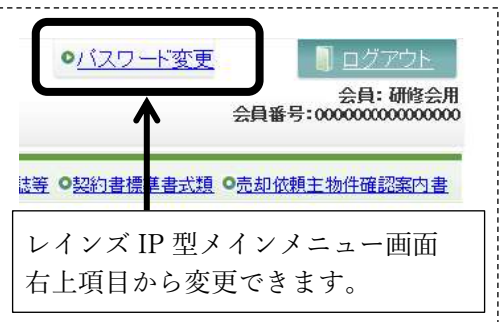 パスワード変更 ログアウト
会員: 研修会用
会員番号:0000000000000000
誌等 契約書標準書式類 売却依頼主物件確認案内書
レインズ IP 型メインメニュー画面
右上項目から変更できます。